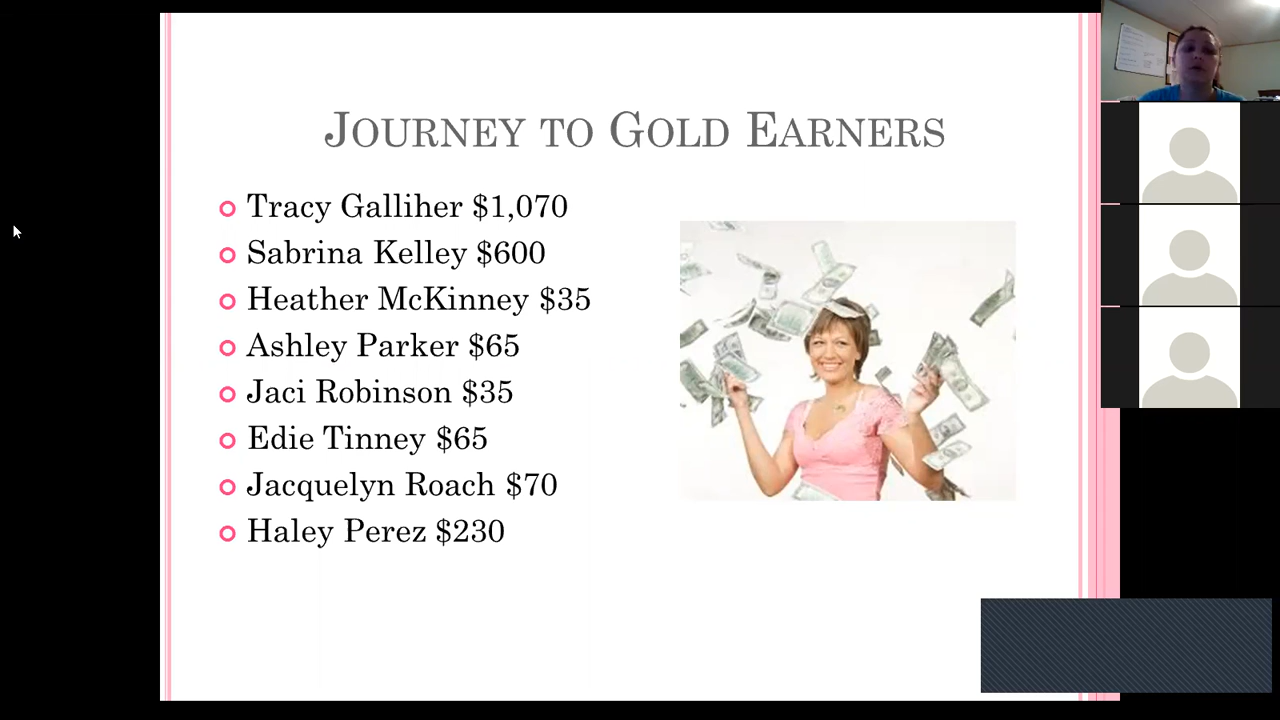 Journey to Gold Earners
Tracy Galliher $1,070
Sabrina Kelley $600
Heather McKinney $35
Ashley Parker $65
Jaci Robinson $35
Edie Tinney $65
Jacquelyn Roach $70
Haley Perez $230